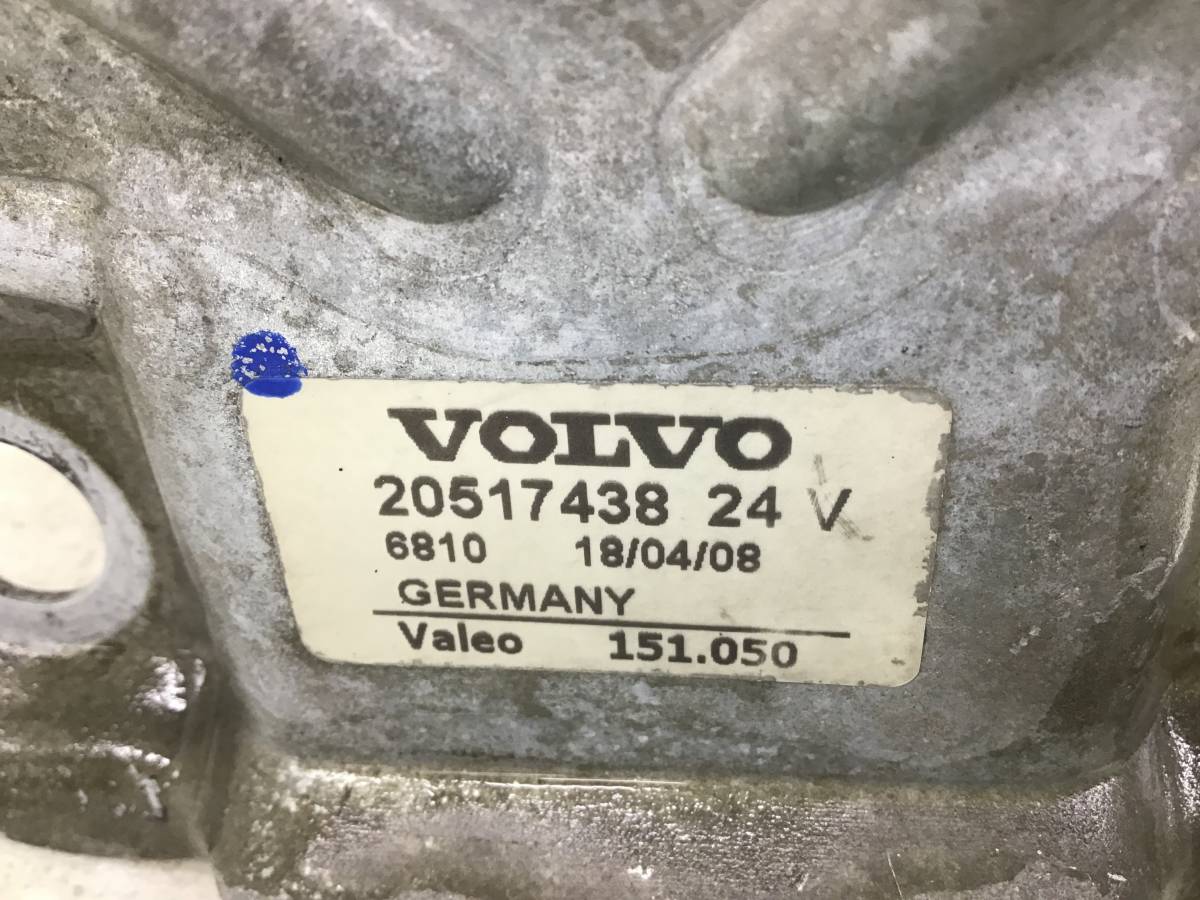 VOLVO
20517438 24 V
6810 18/04/08
GERMANY
Valeo 151.050